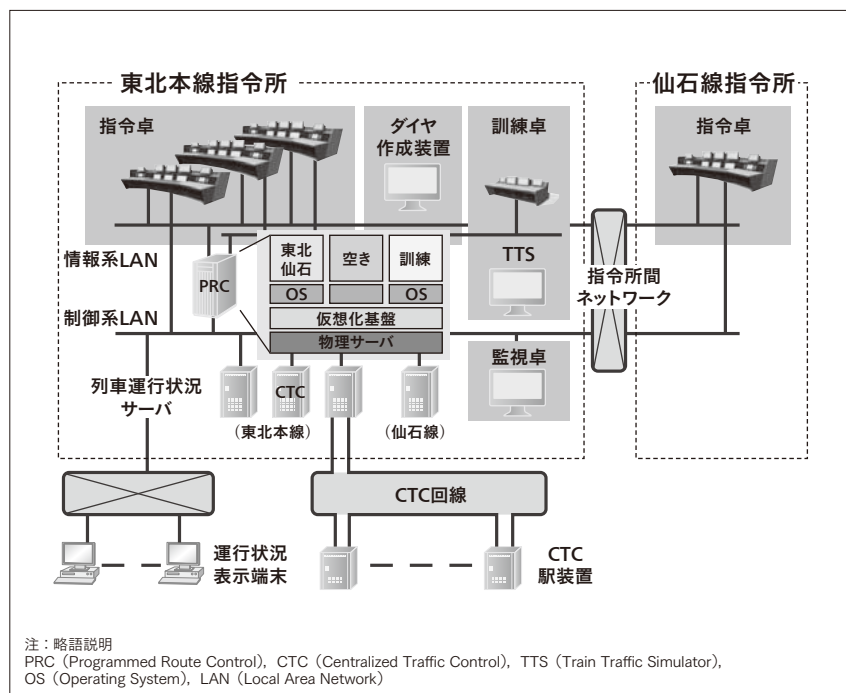 東北本線指令所
仙石線指令所
指令卓
ダイヤ
作成装置
訓練卓
指令卓
情報系LAN
PRC
東北
仙石
空き
訓練
OS
OS
仮想化基盤
物理サーバ
TTS
指令所間
ネットワーク
制御系LAN
監視卓
列車運行状況
サーバ
CTC
(東北本線)
(仙石線)
CTC回線
運行状況
表示端末
CTC
駅装置
注：略語説明
PRC（Programmed Route Control），CTC（Centralized Traffic Control），TTS（Train Traffic Simulator），
OS（Operating System），LAN（Local Area Network）